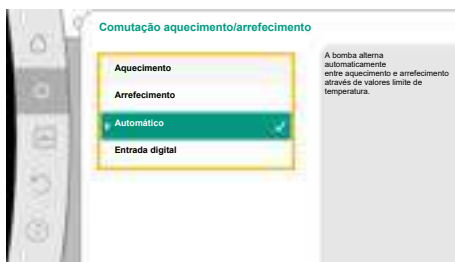 Comutação aquecimento/arrefecimento
Aquecimento
Arrefecimento
Automático
Entrada digital
A bomba alterna
automaticamente
entre aquecimento e arrefecimento
através de valores limite de
temperatura.